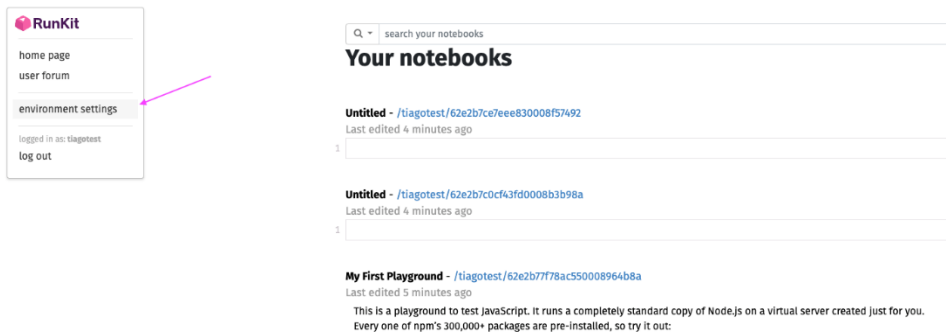 RunKit
home page
user forum
environment settings
logged in as: tiagotest
log out
search your notebooks
Your notebooks
Untitled - /tiagotest/62e2b7ce7eee830008f57492
Last edited 4 minutes ago
1
Untitled - /tiagotest/62e2b7c0cf43fd0008b3b98a
Last edited 4 minutes ago
1
My First Playground - /tiagotest/62e2b77f78ac550008964b8a
Last edited 5 minutes ago
This is a playground to test JavaScript. It runs a completely standard copy of Node.js on a virtual server created just for you.
Every one of npm's 300,000+ packages are pre-installed, so try it out: